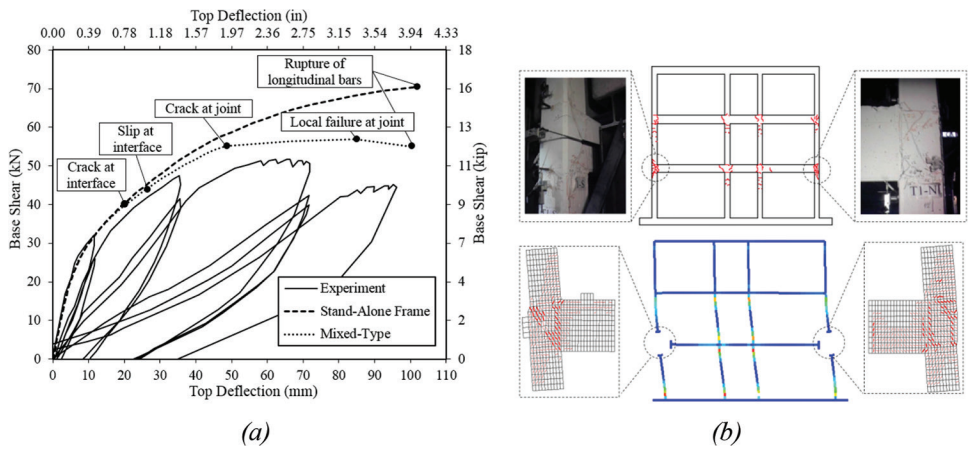 (a)
Top Deflection (in)
0.00 0.39 0.78 1.18 1.57 1.97 2.36 2.75 3.15 3.54 3.94 4.33
80 70 60 50 40 30 20 10 0
Base Shear (kN)
18 16 13 11 9 7 4 2 0
Base Shear (kip)
Rupture of
longitudinal bars
Crack at joint
Local failure at joint
Slip at
interface
Crack at
interface
Experiment
Stand-Alone Frame
Mixed-Type
0 10 20 30 40 50 60 70 80 90 100 110
Top Deflection (mm)
(a)
(b)
T1-N
(b)